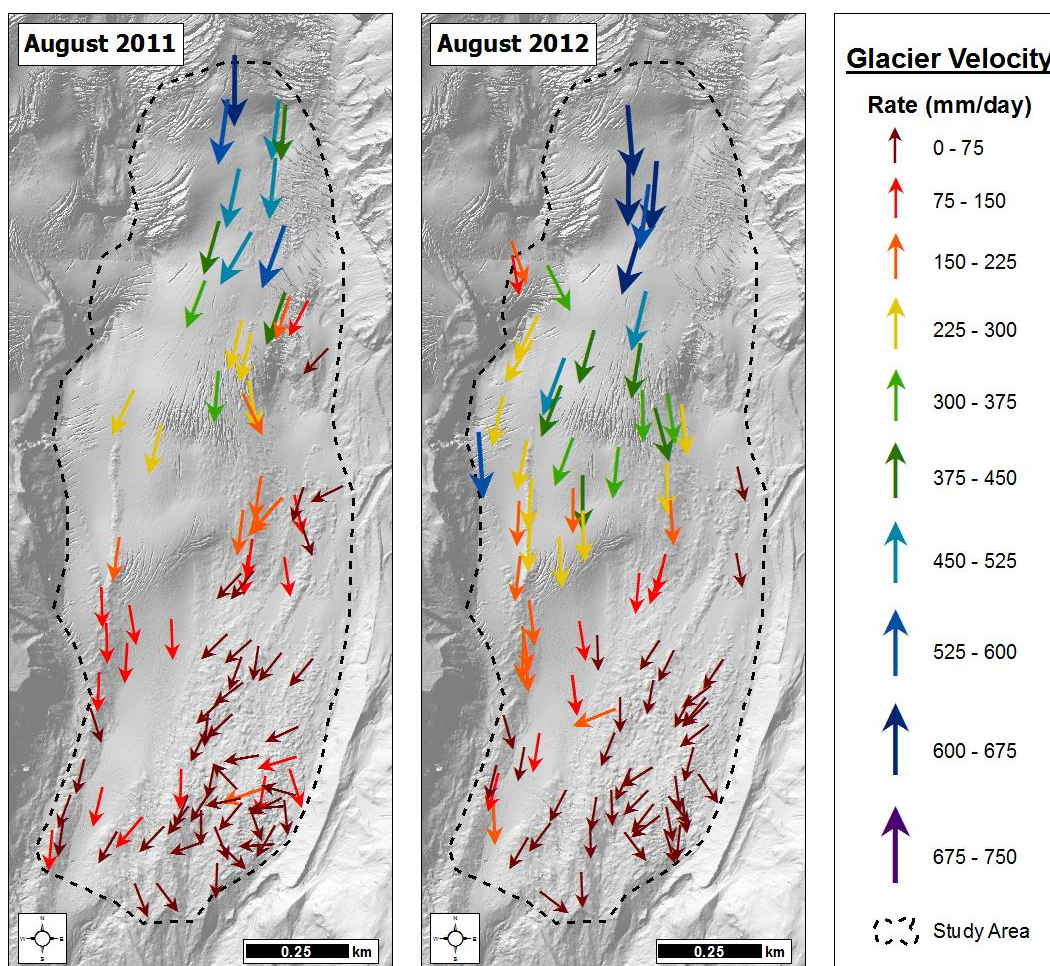 August 2011
N
W E
S
0.25 km
August 2012
N
W E
S
0.25 km
Glacier Velocity
Rate (mm/day)
0 - 75
75 - 150
150 - 225
225 - 300
300 - 375
375 - 450
450 - 525
525 - 600
600 - 675
675 - 750
Study Area